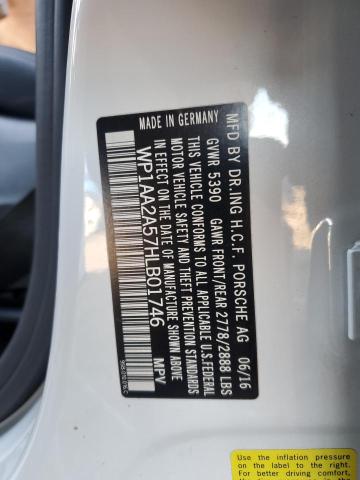 MFD BY DR.ING H.C.F. PORSCHE AG 06/16
GVWR 5390 GAWR FRONT/REAR 2778/2888 LBS
THIS VEHICLE CONFORMS TO ALL APPLICABLE U.S.FEDERAL
MOTOR VEHICLE SAFETY AND THEFT PREVENTION STANDARDS
IN EFFECT ON THE DATE OF MANUFACTURE SHOWN ABOVE
WP1AA2A57HLB01746 MPV
MADE IN GERMANY
Use the inflation pressure
on the label to the right.
For better driving comfort,